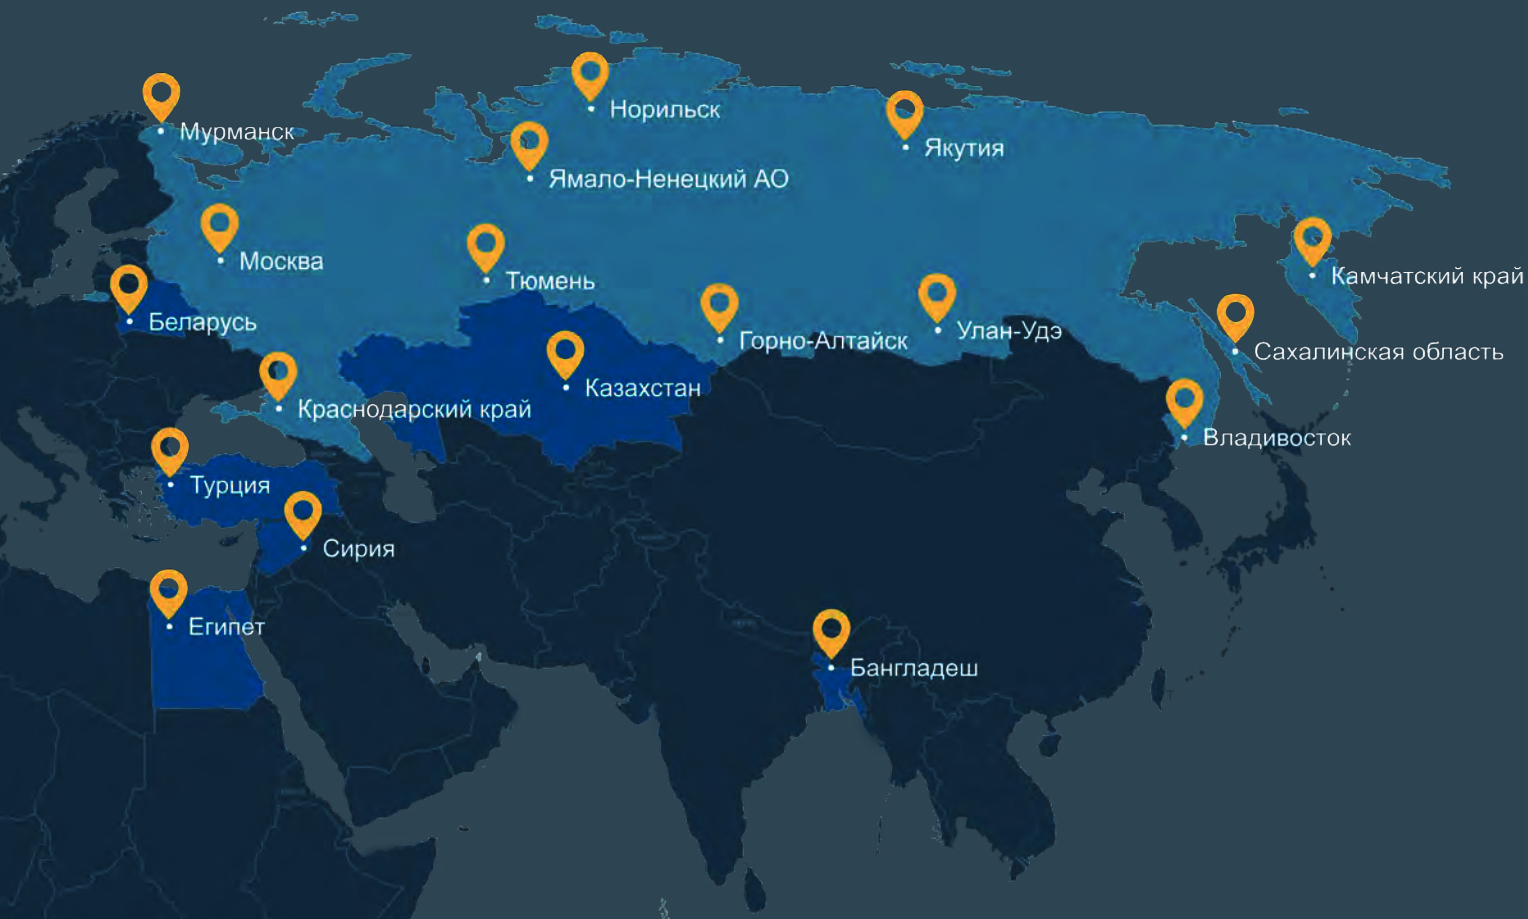 Норильск
Мурманск
Якутия
Ямало-Ненецкий АО
Москва
Камчатский край
Тюмень
Беларусь
Улан-Удэ
Горно-Алтайск
Сахалинская область
Казахстан
Краснодарский край
Владивосток
Турция
Сирия
Египет
Бангладеш